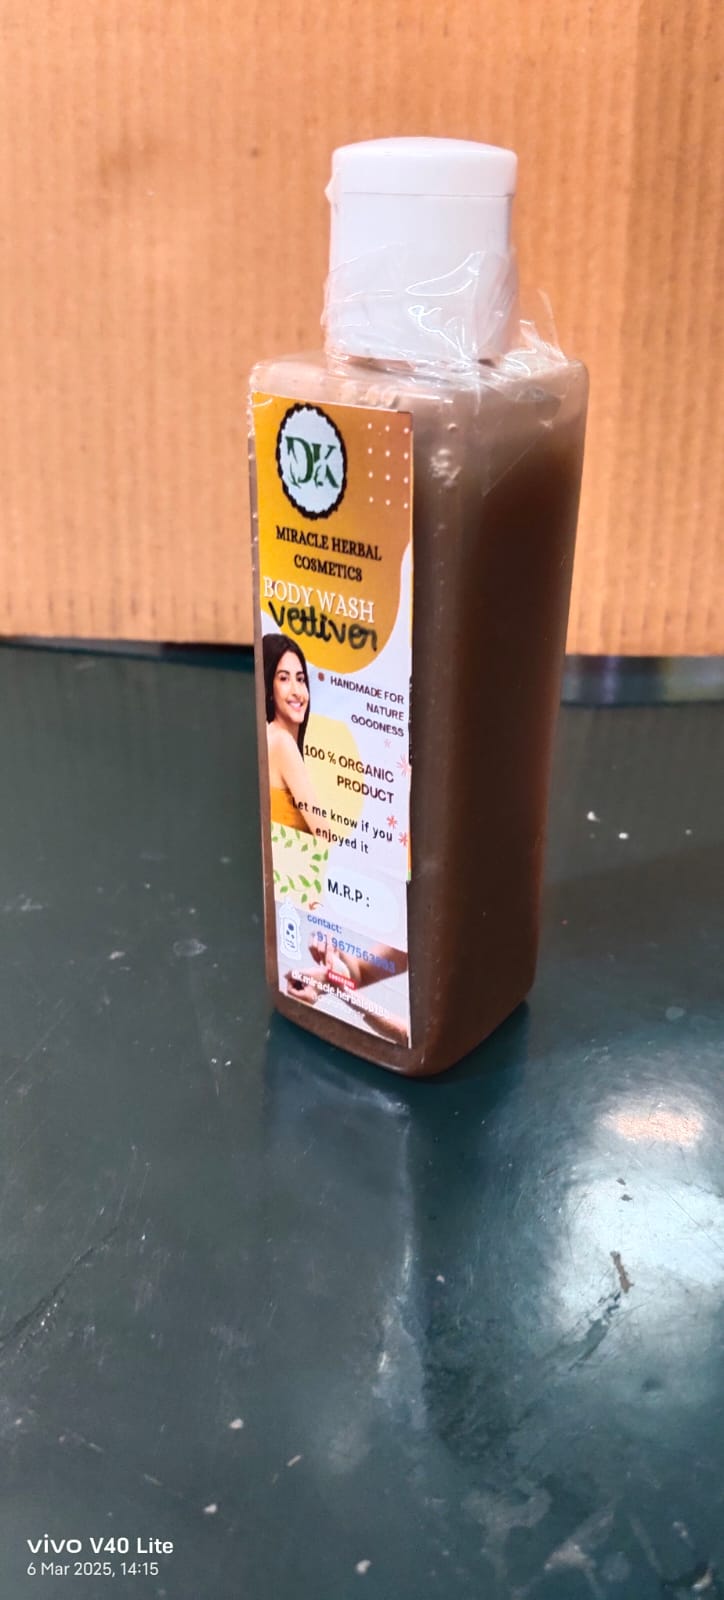 DK
MIRACLE HERBAL
COSMETICS
BODY WASH
Vettiver
HANDMADE FOR
NATURE
GOODNESS
100 % ORGANIC
PRODUCT
Let me know if you
enjoyed it
M.R.P :
contact:
vivo V40 Lite
6 Mar 2025, 14:15